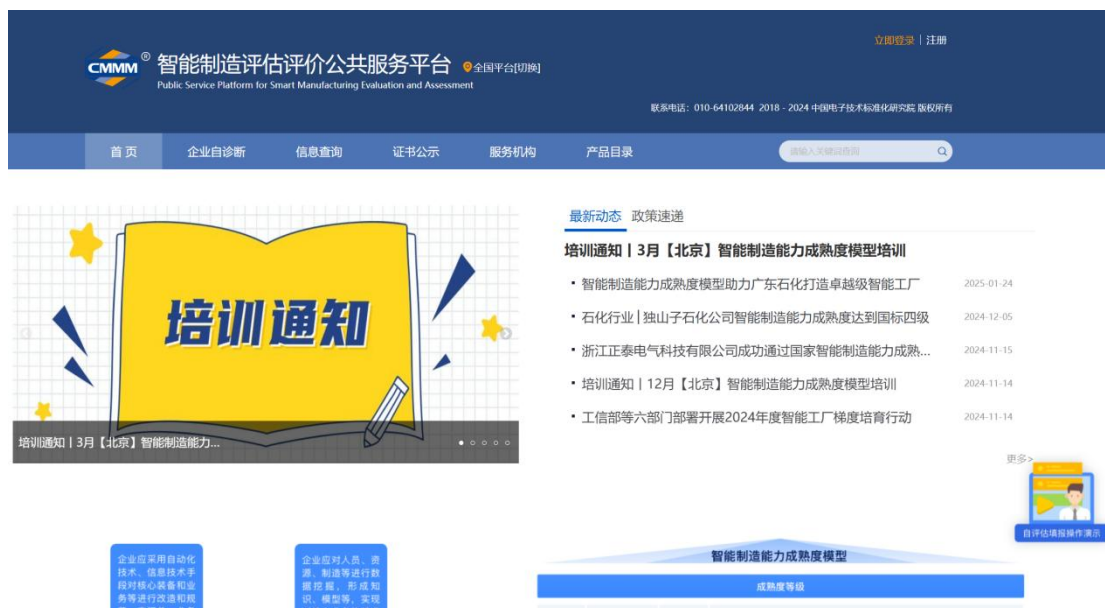 立即登录 | 注册
CMMM®
智能制造评估评价公共服务平台
全国平台[切换]
Public Service Platform for Smart Manufacturing Evaluation and Assessment
联系电话：010-64102844 2018 - 2024 中国电子技术标准化研究院 版权所有
首 页 企业自诊断 信息查询 证书公示 服务机构 产品目录 请输入关键词查询
培训通知
培训通知丨3月【北京】智能制造能力...
最新动态 政策速递
培训通知丨3月【北京】智能制造能力成熟度模型培训
智能制造能力成熟度模型助力广东石化打造卓越级智能工厂 2025-01-24
石化行业 | 独山子石化公司智能制造能力成熟度达到国标四级 2024-12-05
浙江正泰电气科技有限公司成功通过国家智能制造能力成熟... 2024-11-15
培训通知丨12月【北京】智能制造能力成熟度模型培训 2024-11-14
工信部等六部门部署开展2024年度智能工厂梯度培育行动 2024-11-14
更多>
自评估填报操作演示
企业应采用自动化
技术、信息技术手
段对核心装备和业
务等进行改造和规
企业应对人员、资
源、制造等进行数
据挖掘，形成知
识、模型等，实现
智能制造能力成熟度模型
成熟度等级